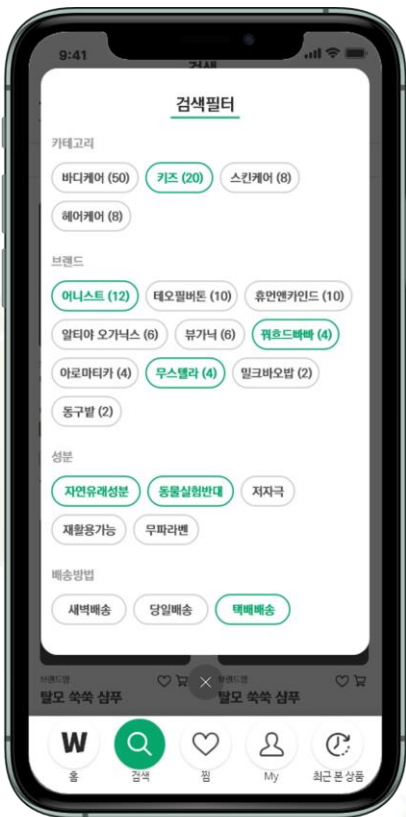 9:41
검색필터
카테고리
바디케어 (50) 키즈 (20) 스킨케어 (8)
헤어케어 (8)
브랜드
어니스트 (12) 테오필버톤 (10) 휴먼앤카인드 (10)
알티야 오가닉스 (6) 뷰가닉 (6) 꿔흐드빠빠 (4)
아로마티카 (4) 무스텔라 (4) 밀크바오밥 (2)
동구밭 (2)
성분
자연유래성분 동물실험반대 저자극
재활용가능 무파라벤
배송방법
새벽배송 당일배송 택배배송
브랜드명 브랜드명
탈모 쑥쑥 샴푸 탈모 쑥쑥 샴푸
W
홈 검색 찜 My 최근 본 상품